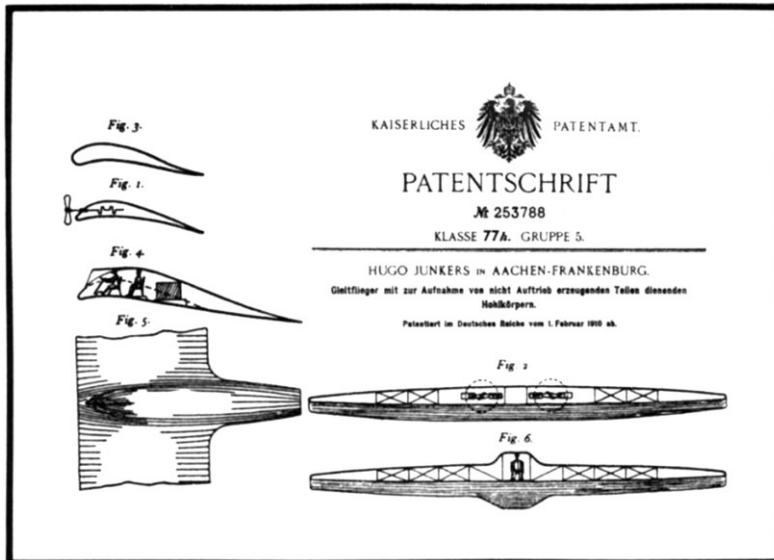 Fig. 3.
Fig. 1.
Fig. 4.
Fig. 5.
KAISERLICHES PATENTAMT.
PATENTSCHRIFT
№ 253788
KLASSE 77h. GRUPPE 5.
HUGO JUNKERS IN AACHEN-FRANKENBURG.
Gleitflieger mit zur Aufnahme von nicht Auftrieb erzeugenden Teilen dienenden
Hohlkörpern.
Patentiert im Deutschen Reiche vom 1. Februar 1910 ab.
Fig 2
Fig. 6.